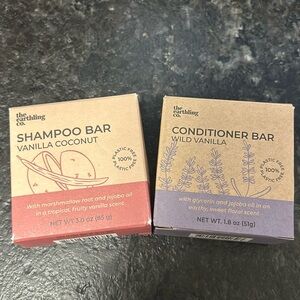 the
earthling
co.
SHAMPOO BAR
VANILLA COCONUT
PLASTIC FREE
100%
With marshmallow root and jojoba oil
in a tropical, fruity vanilla scent.
NET WT. 3.0 oz (85 g)
the
earthling
co.
CONDITIONER BAR
WILD VANILLA
PLASTIC FREE
100%
With glycerin and jojoba oil in an
earthy, sweet floral scent.
NET WT. 1.8 oz (51g)